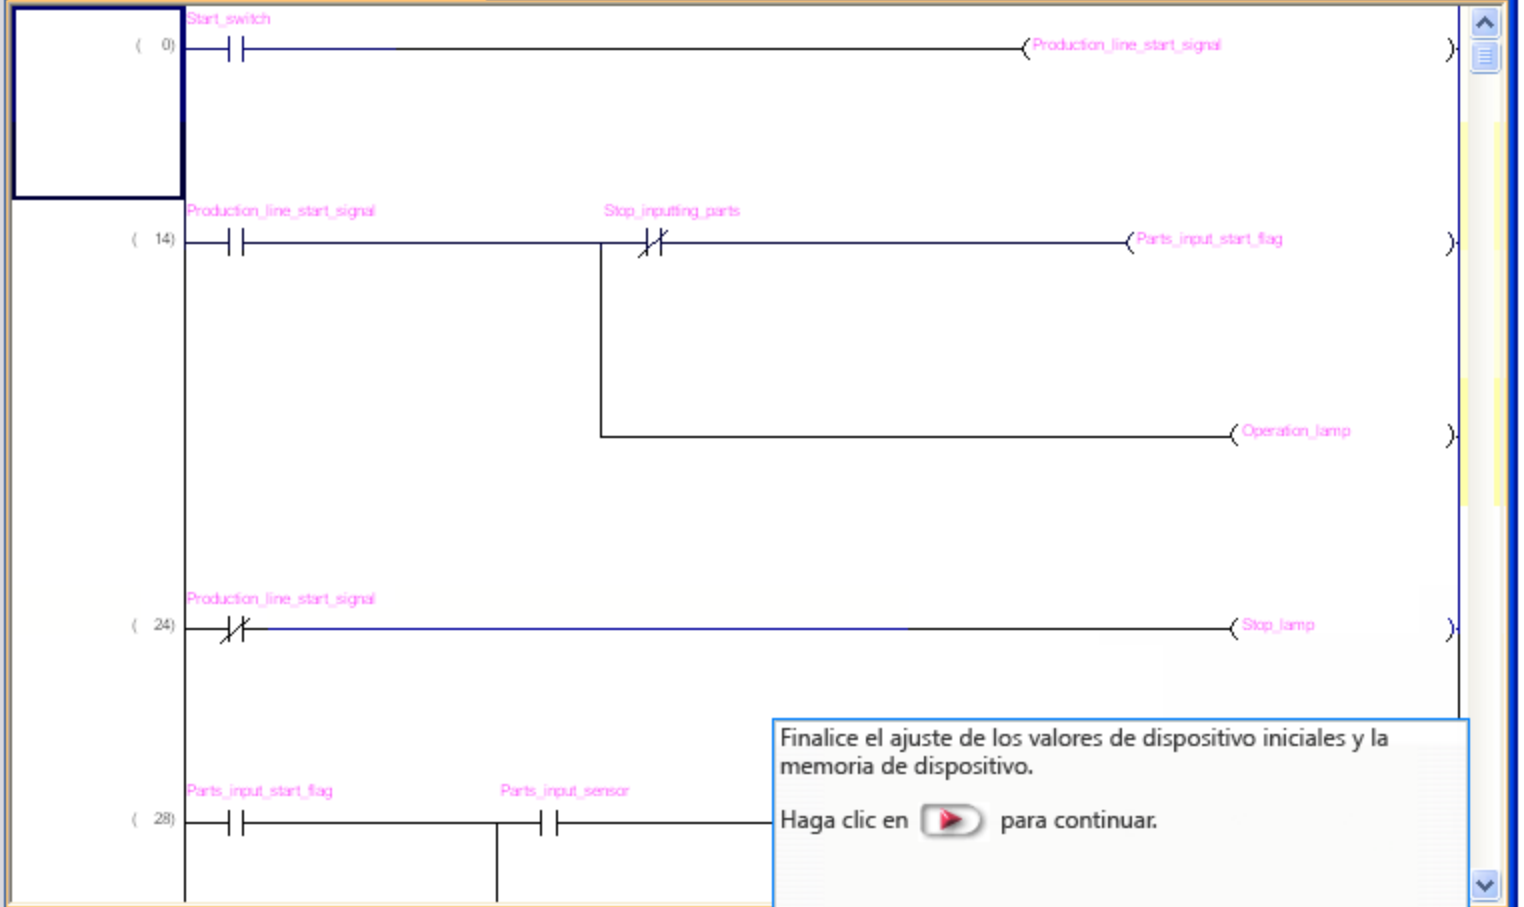 Start_switch
( 0) Production_line_start_signal
Production_line_start_signal Stop_inputting_parts
( 14) Parts_input_start_flag
Operation_lamp
Production_line_start_signal
( 24) Stop_lamp
Finalice el ajuste de los valores de dispositivo iniciales y la
memoria de dispositivo.
Parts_input_start_flag Parts_input_sensor
( 28)
Haga clic en para continuar.